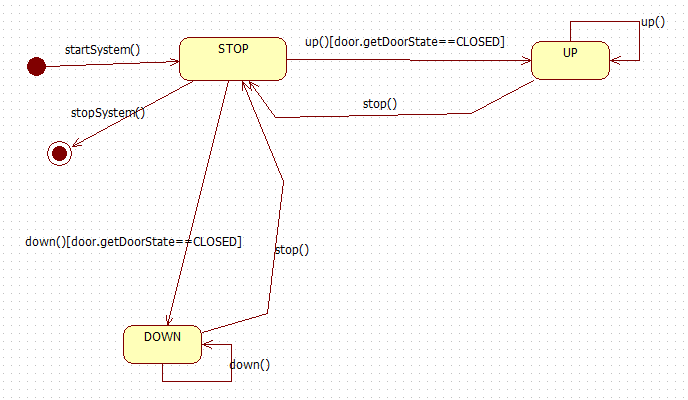 startSystem()
STOP
up()[door.getDoorState==CLOSED]
up()
UP
stopSystem()
stop()
down()[door.getDoorState==CLOSED]
stop()
DOWN
down()